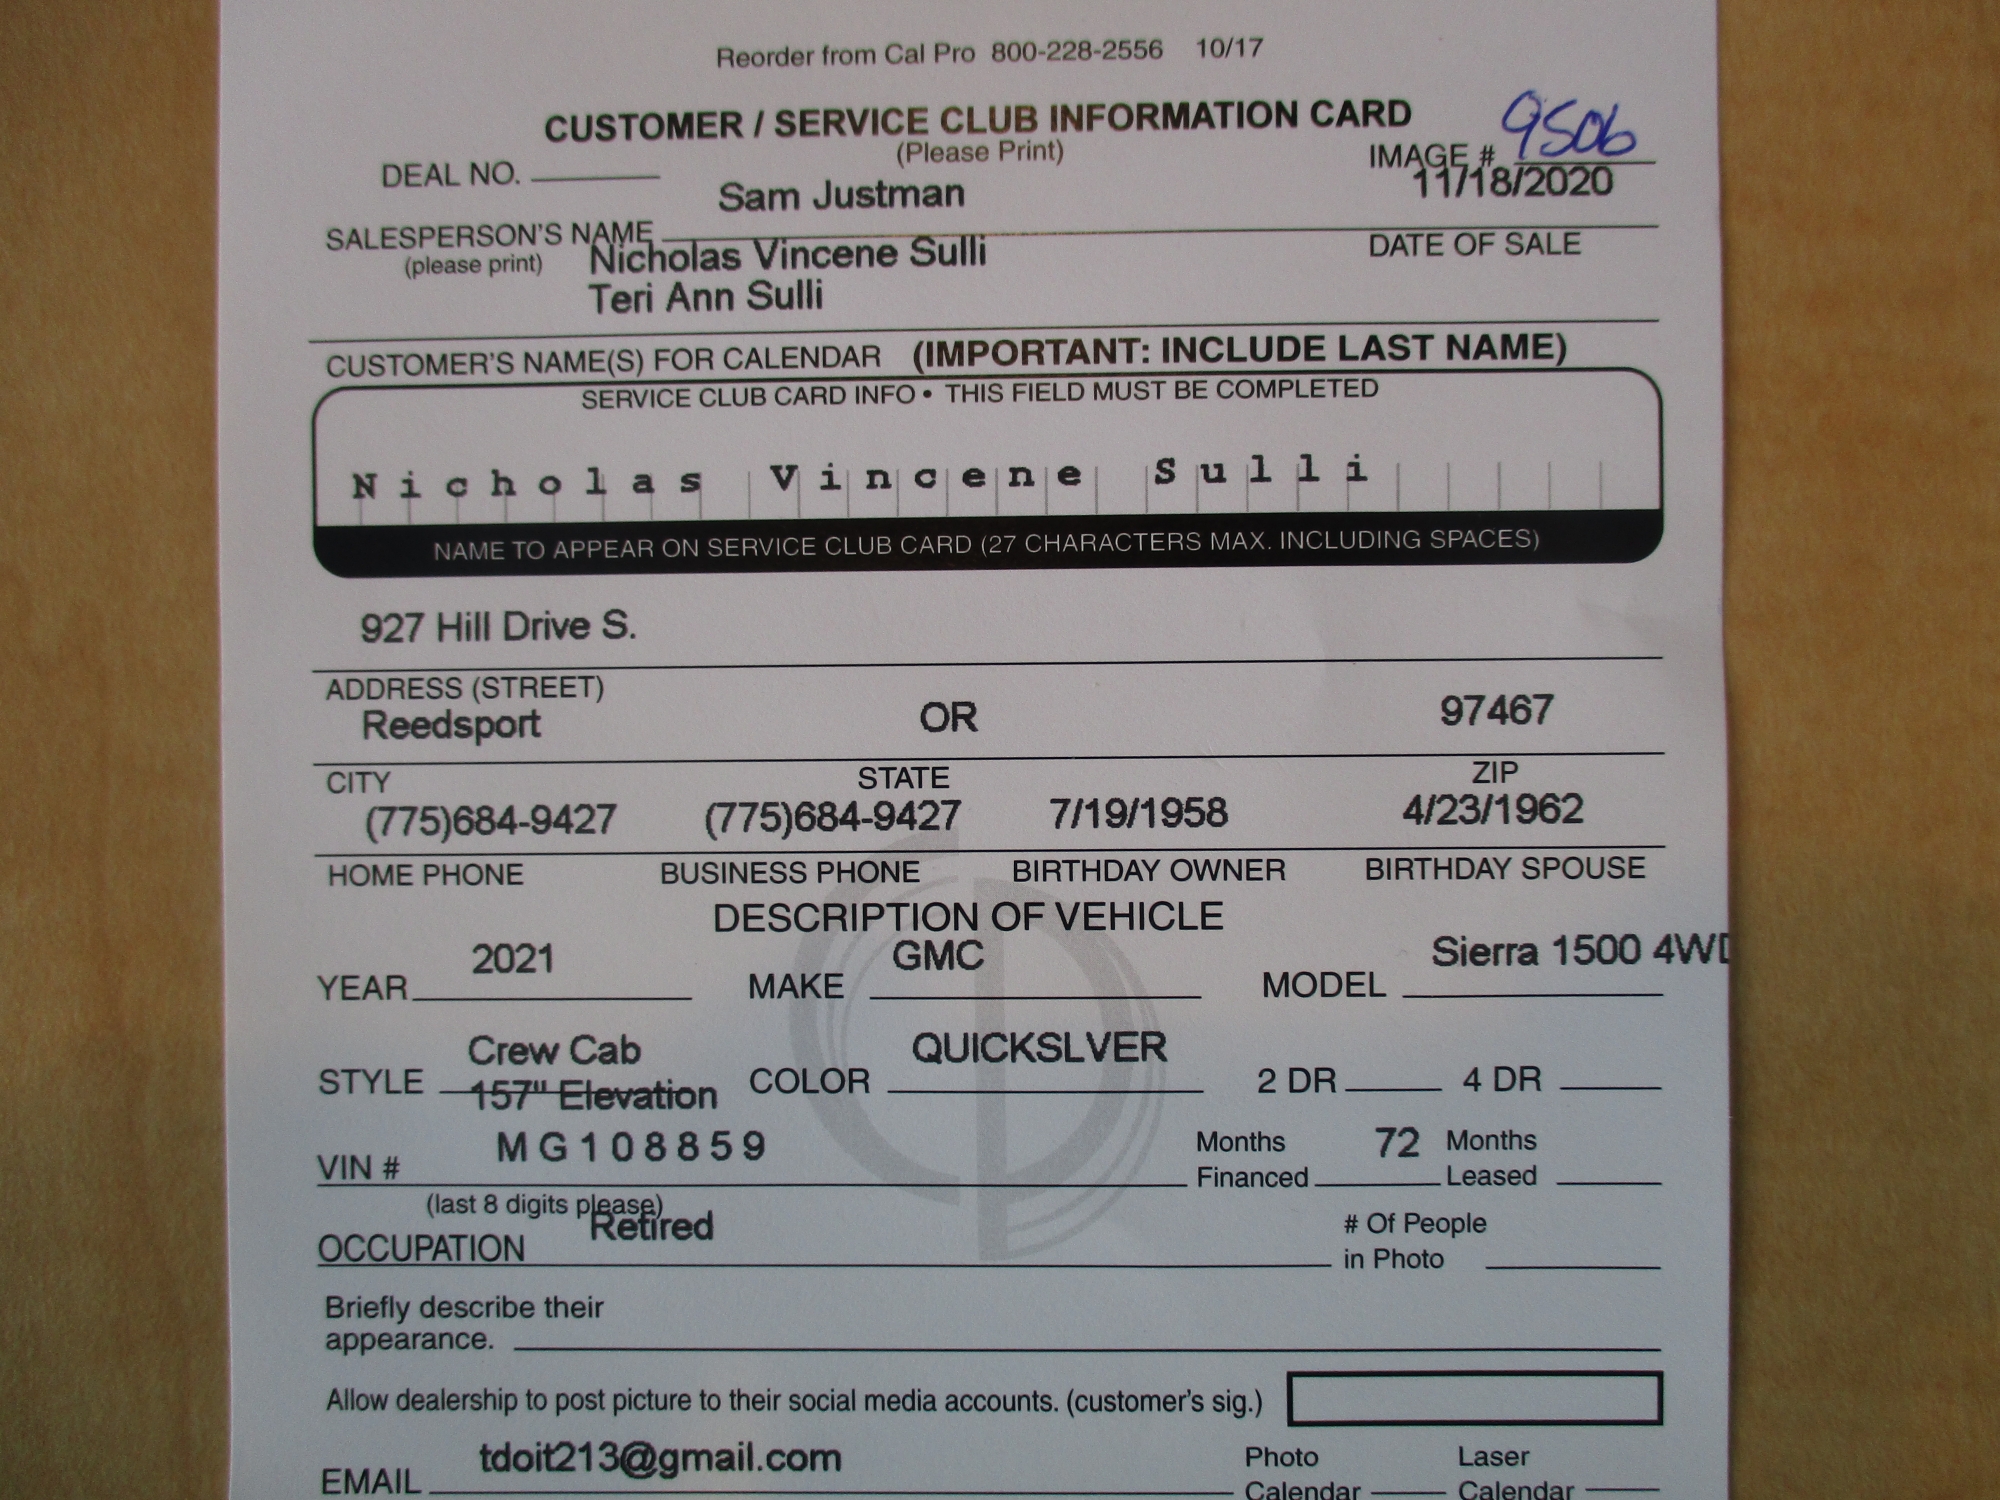 Reorder from Cal Pro 800-228-2556 10/17
CUSTOMER / SERVICE CLUB INFORMATION CARD
(Please Print)
9506
DEAL NO.
IMAGE #
Sam Justman
11/18/2020
SALESPERSON'S NAME
(please print)
DATE OF SALE
Nicholas Vincene Sulli
Teri Ann Sulli
CUSTOMER'S NAME(S) FOR CALENDAR (IMPORTANT: INCLUDE LAST NAME)
SERVICE CLUB CARD INFO • THIS FIELD MUST BE COMPLETED
Nicholas Vincene Sulli
NAME TO APPEAR ON SERVICE CLUB CARD (27 CHARACTERS MAX. INCLUDING SPACES)
927 Hill Drive S.
ADDRESS (STREET)
Reedsport OR 97467
CITY STATE ZIP
(775)684-9427 (775)684-9427 7/19/1958 4/23/1962
HOME PHONE BUSINESS PHONE BIRTHDAY OWNER BIRTHDAY SPOUSE
DESCRIPTION OF VEHICLE
2021 GMC Sierra 1500 4WD
YEAR MAKE MODEL
Crew Cab QUICKSLVER
STYLE 157" Elevation COLOR 2 DR 4 DR
MG108859
VIN #
(last 8 digits please)
Months Financed 72 Months Leased
Retired
OCCUPATION
# Of People in Photo
Briefly describe their
appearance.
Allow dealership to post picture to their social media accounts. (customer's sig.)
tdoit213@gmail.com
EMAIL
Photo Calendar Laser Calendar